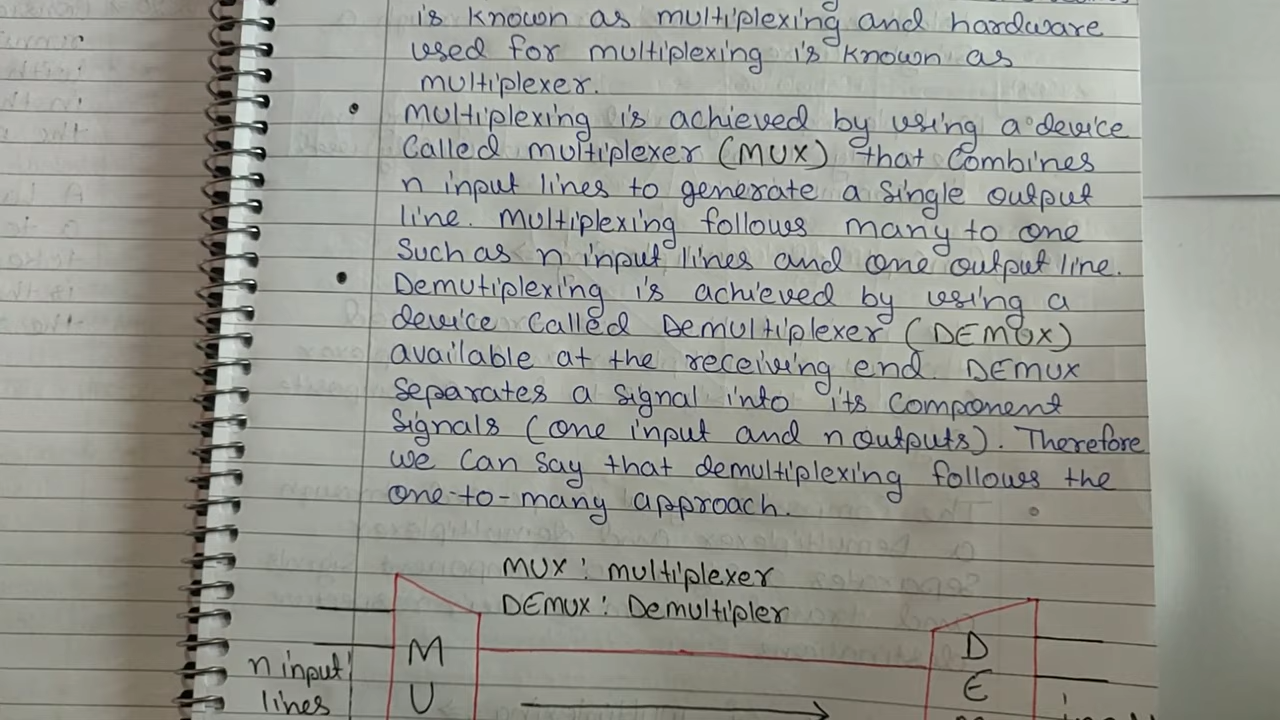 is known as multiplexing and hardware
used for multiplexing is known as
multiplexer.
• Multiplexing is achieved by using a device
Called multiplexer (MUX) that combines
n input lines to generate a single output
line. Multiplexing follows many to one
Such as n input lines and one output line.
• Demutiplexing is achieved by using a
device called Demultiplexer (DEMUX)
available at the receiving end. DEMUX
Separates a signal into its component
Signals (one input and n outputs). Therefore
we can say that demultiplexing follows the
one-to-many approach.
MUX : multiplexer
DEMUX : Demultipler
n input
lines
M
U
D
E